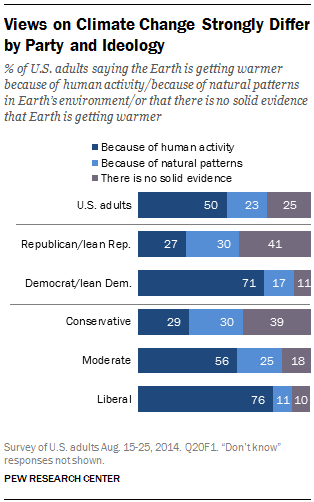 Views on Climate Change Strongly Differ
by Party and Ideology
% of U.S. adults saying the Earth is getting warmer
because of human activity/because of natural patterns
in Earth's environment/or that there is no solid evidence
that Earth is getting warmer
Because of human activity
Because of natural patterns
There is no solid evidence
U.S. adults 50 23 25
Republican/lean Rep. 27 30 41
Democrat/lean Dem. 71 17 11
Conservative 29 30 39
Moderate 56 25 18
Liberal 76 11 10
Survey of U.S. adults Aug. 15-25, 2014. Q20F1. "Don't know"
responses not shown.
PEW RESEARCH CENTER